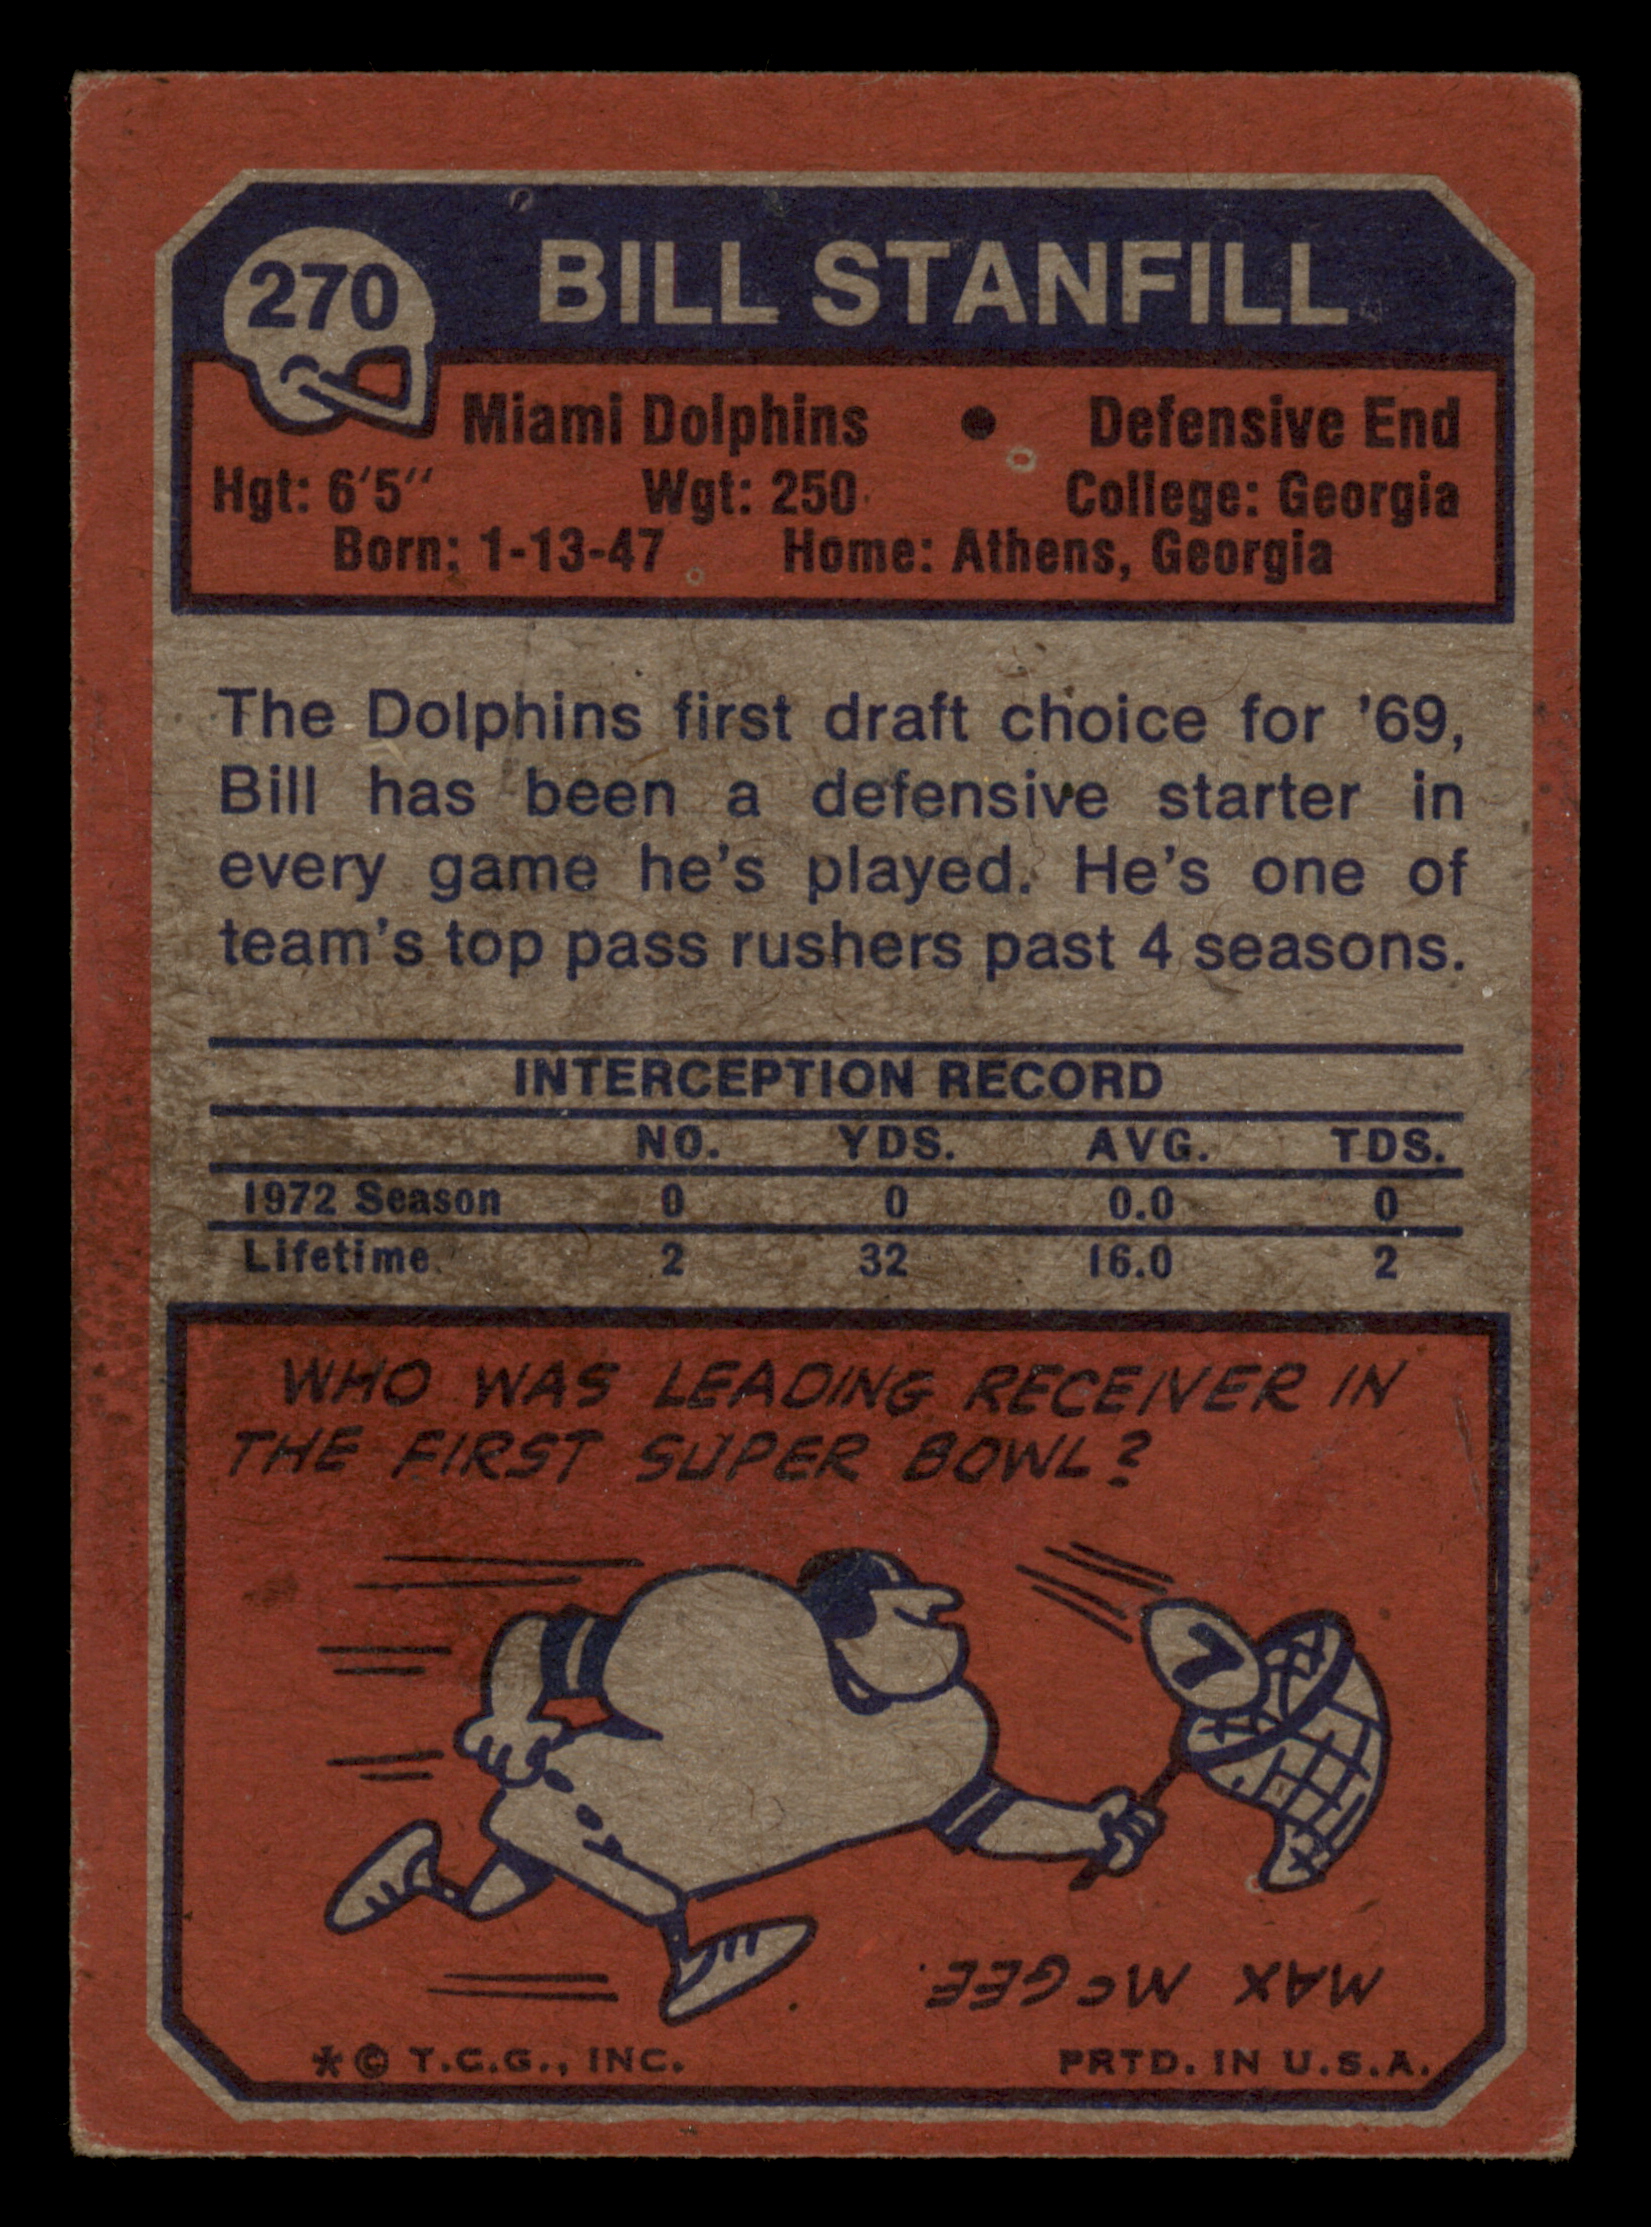 270
BILL STANFILL
Miami Dolphins • Defensive End
Hgt: 6'5" Wgt: 250 College: Georgia
Born: 1-13-47 Home: Athens, Georgia
The Dolphins first draft choice for '69,
Bill has been a defensive starter in
every game he's played. He's one of
team's top pass rushers past 4 seasons.
INTERCEPTION RECORD
NO. YDS. AVG. TDS.
1972 Season 0 0 0.0 0
Lifetime 2 32 16.0 2
WHO WAS LEADING RECEIVER IN
THE FIRST SUPER BOWL?
7
MAX McGEE.
* © T.C.G., INC. PRTD. IN U.S.A.